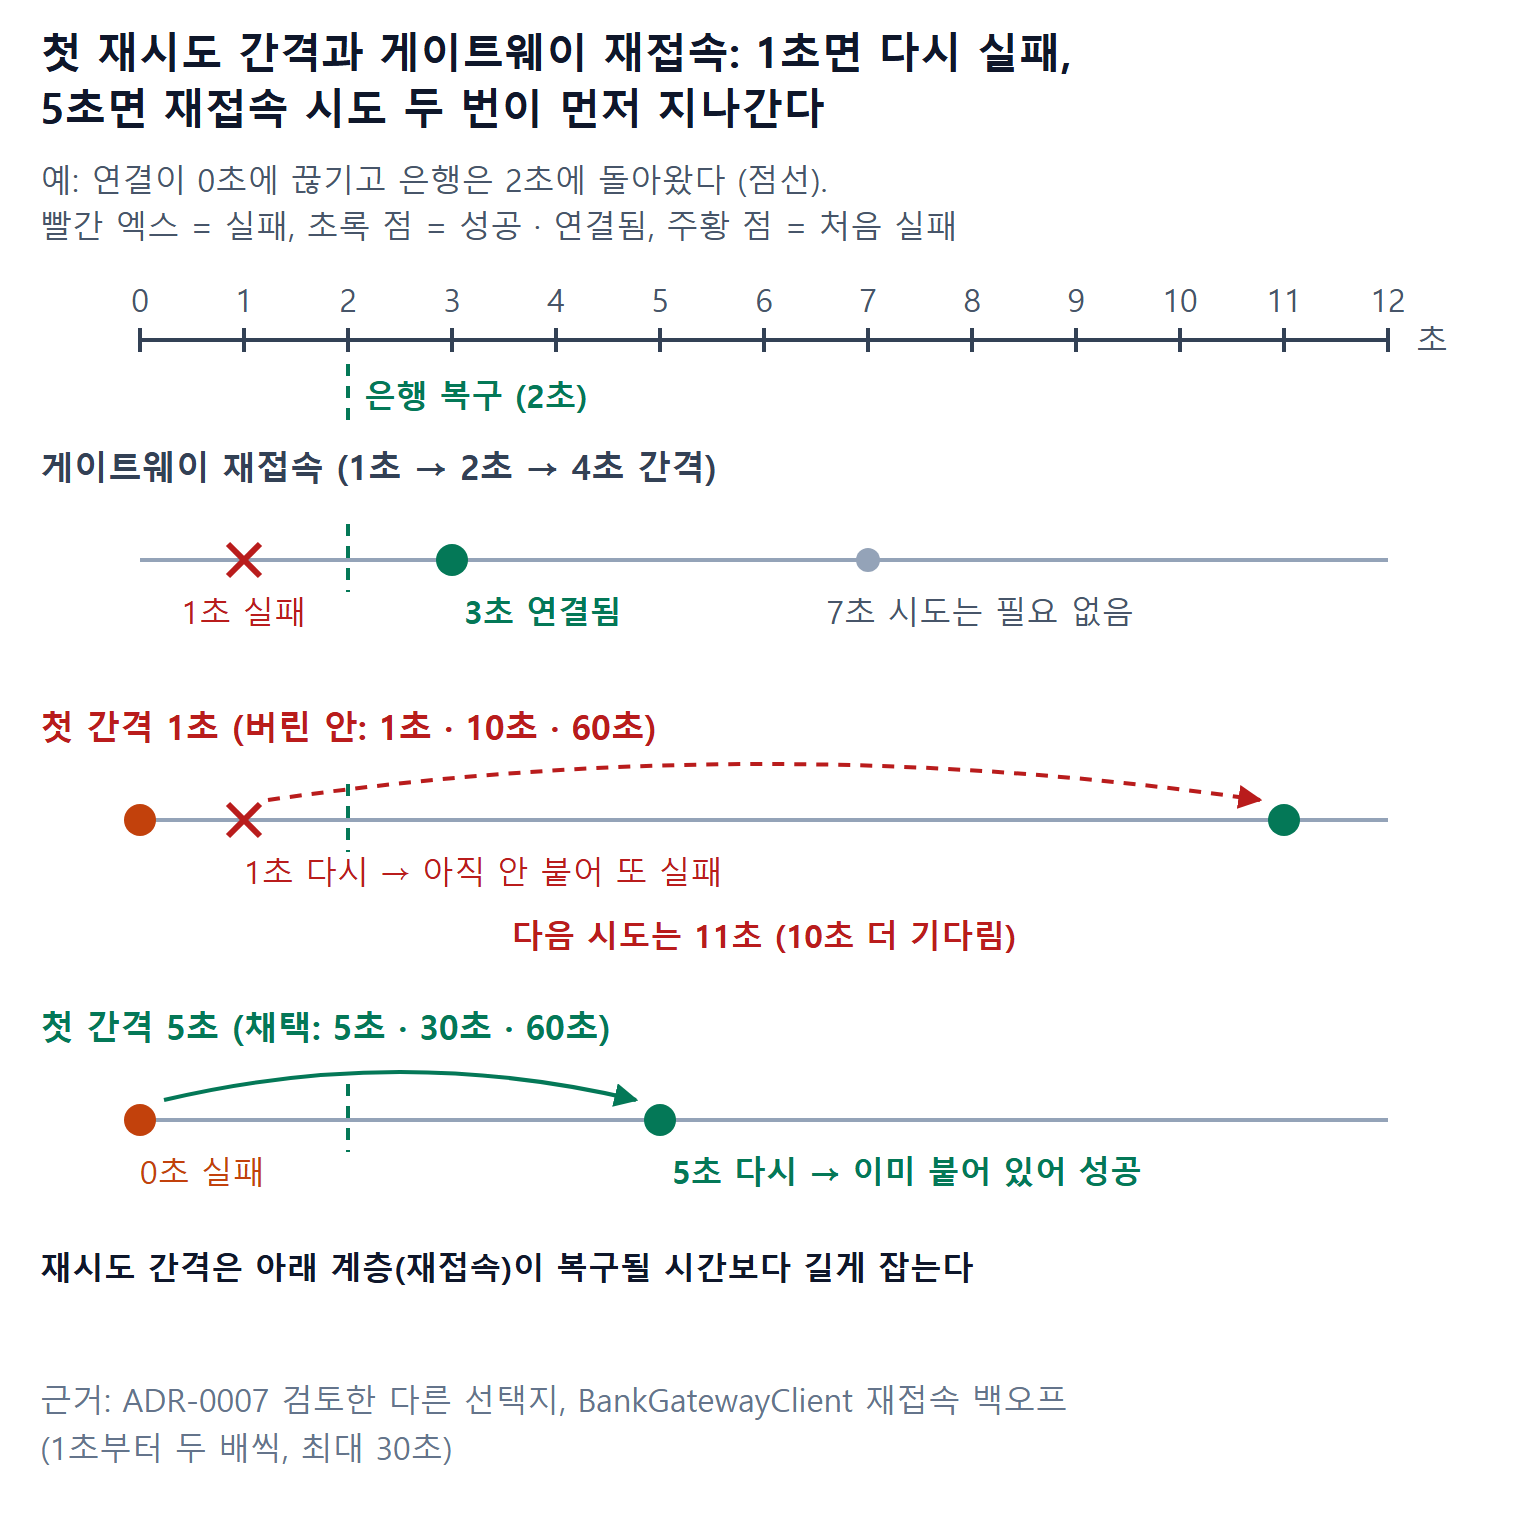 첫 재시도 간격과 게이트웨이 재접속: 1초면 다시 실패,
5초면 재접속 시도 두 번이 먼저 지나간다
예: 연결이 0초에 끊기고 은행은 2초에 돌아왔다 (점선).
빨간 엑스 = 실패, 초록 점 = 성공 · 연결됨, 주황 점 = 처음 실패
0 1 2 3 4 5 6 7 8 9 10 11 12
초
은행 복구 (2초)
게이트웨이 재접속 (1초 → 2초 → 4초 간격)
1초 실패 3초 연결됨 7초 시도는 필요 없음
첫 간격 1초 (버린 안: 1초 · 10초 · 60초)
1초 다시 → 아직 안 붙어 또 실패
다음 시도는 11초 (10초 더 기다림)
첫 간격 5초 (채택: 5초 · 30초 · 60초)
0초 실패 5초 다시 → 이미 붙어 있어 성공
재시도 간격은 아래 계층(재접속)이 복구될 시간보다 길게 잡는다
근거: ADR-0007 검토한 다른 선택지, BankGatewayClient 재접속 백오프
(1초부터 두 배씩, 최대 30초)